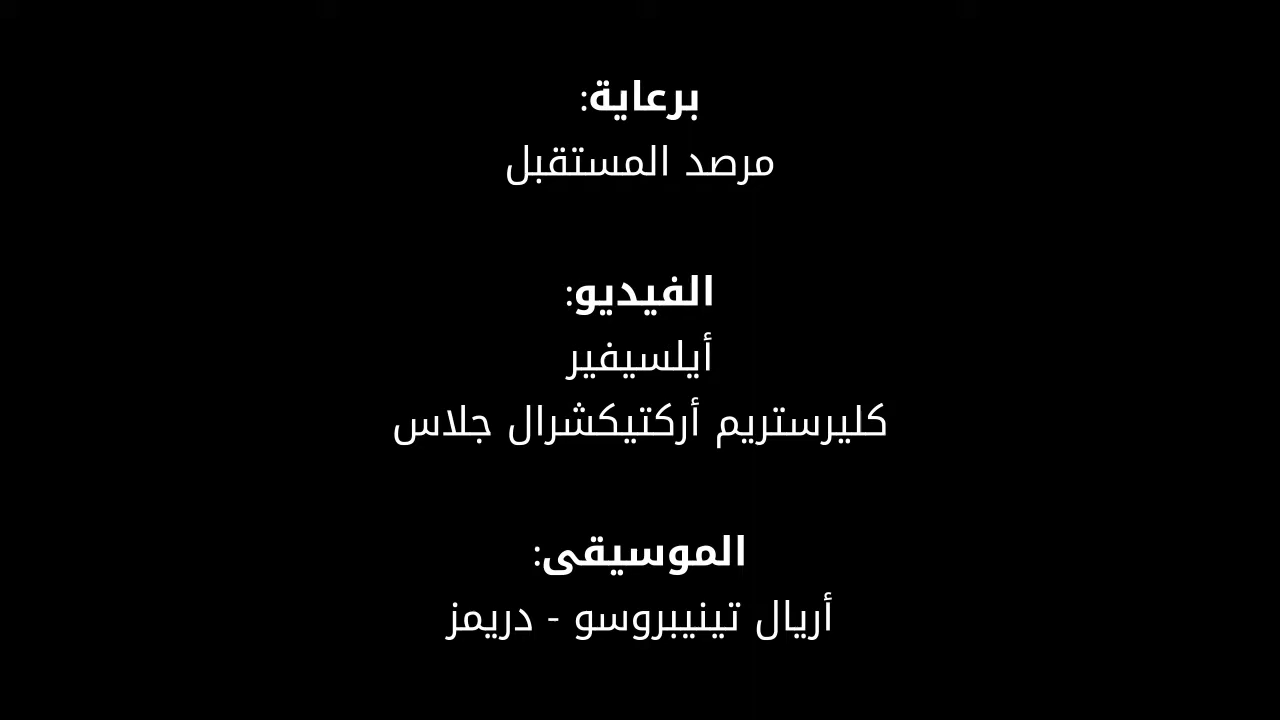 برعاية:
مرصد المستقبل
الفيديو:
أيلسيفير
كليرستريم أركتيكشرال جلاس
الموسيقى:
أريال تينيبروسو - دريمز